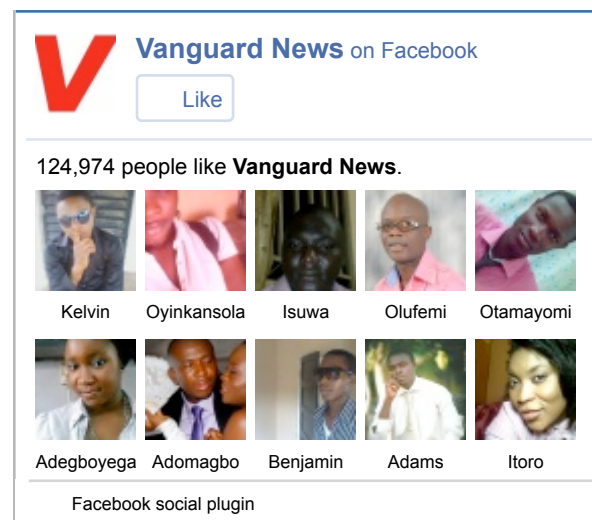 Vanguard News on Facebook
Like
124,974 people like Vanguard News.
Kelvin Oyinkansola Isuwa Olufemi Otamayomi
Adegboyega Adomagbo Benjamin Adams Itoro
Facebook social plugin